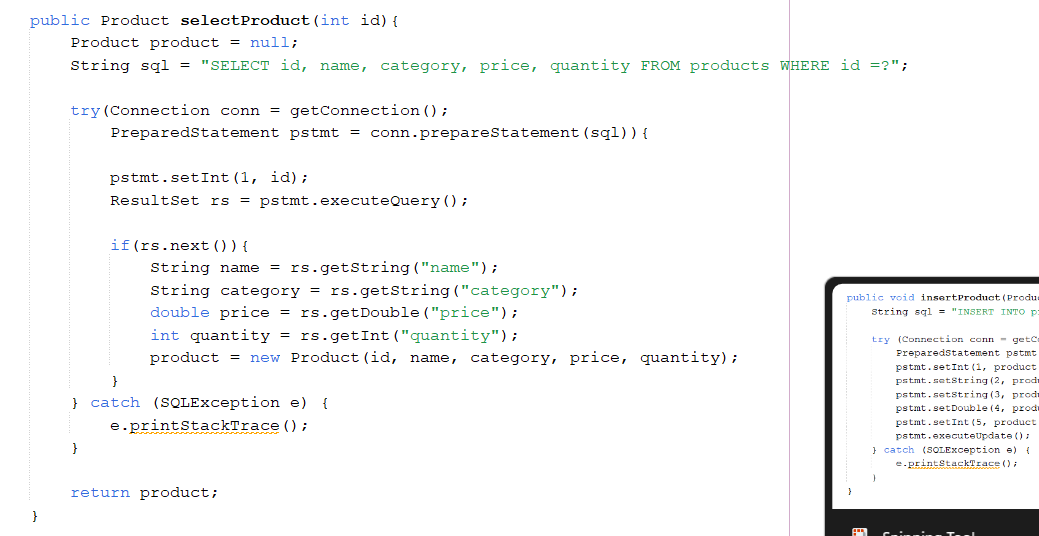 public Product selectProduct(int id){
Product product = null;
String sql = "SELECT id, name, category, price, quantity FROM products WHERE id =?";
try(Connection conn = getConnection();
PreparedStatement pstmt = conn.prepareStatement(sql)){
pstmt.setInt(1, id);
ResultSet rs = pstmt.executeQuery();
if(rs.next()){
String name = rs.getString("name");
String category = rs.getString("category");
double price = rs.getDouble("price");
int quantity = rs.getInt("quantity");
product = new Product(id, name, category, price, quantity);
}
} catch (SQLException e) {
e.printStackTrace();
}
return product;
}
public void insertProduct(Produ
String sql = "INSERT INTO p
try (Connection conn = getC
PreparedStatement pstmt
pstmt.setInt(1, product
pstmt.setString(2, prod
pstmt.setString(3, prod
pstmt.setDouble(4, prod
pstmt.setInt(5, product
pstmt.executeUpdate();
} catch (SQLException e) {
e.printStackTrace();
}
}